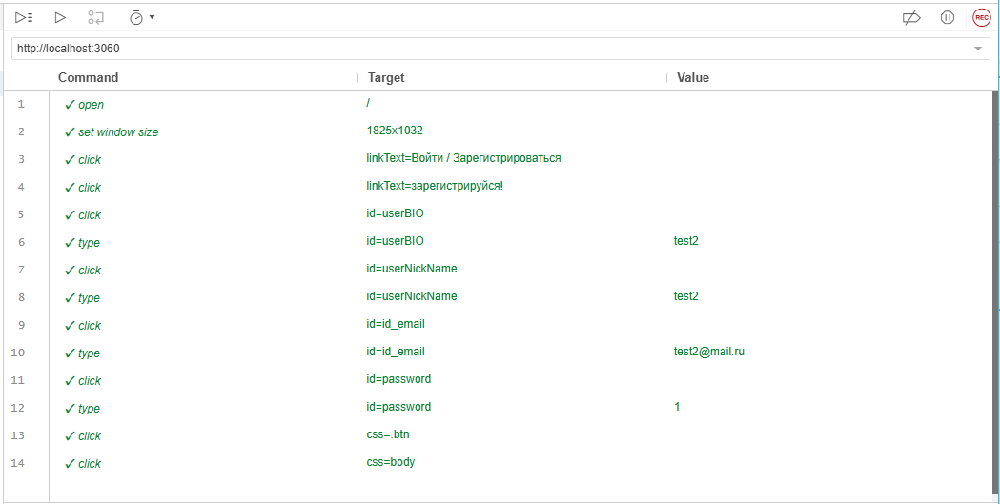 REC
http://localhost:3060
Command Target Value
1 ✓ open /
2 ✓ set window size 1825x1032
3 ✓ click linkText=Войти / Зарегистрироваться
4 ✓ click linkText=зарегистрируйся!
5 ✓ click id=userBIO
6 ✓ type id=userBIO test2
7 ✓ click id=userNickName
8 ✓ type id=userNickName test2
9 ✓ click id=id_email
10 ✓ type id=id_email test2@mail.ru
11 ✓ click id=password
12 ✓ type id=password 1
13 ✓ click css=.btn
14 ✓ click css=body